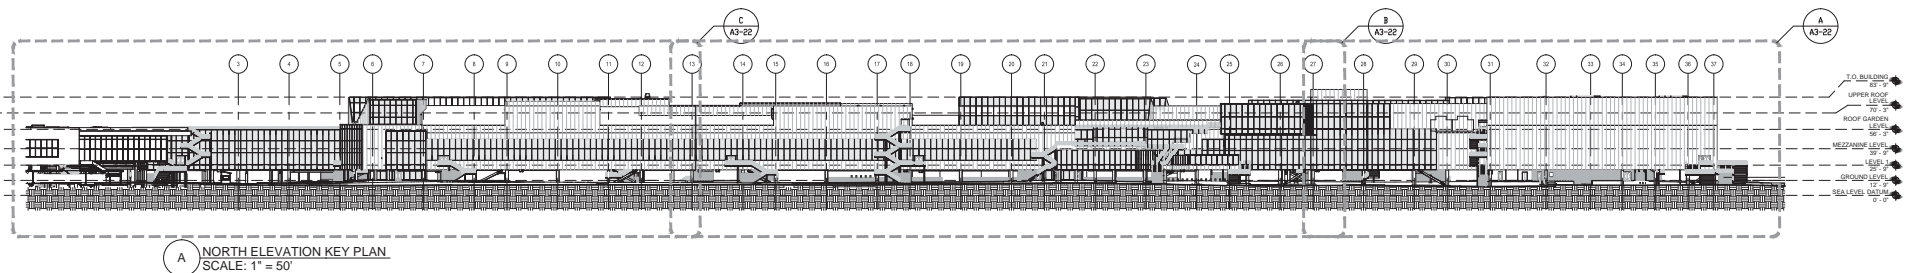 C
A3-22
B
A3-22
A
A3-22
3 4 5 6 7 8 9 10 11 12 13 14 15 16 17 18 19 20 21 22 23 24 25 26 27 28 29 30 31 32 33 34 35 36 37
T.O. BUILDING
83' - 9"
UPPER ROOF
LEVEL
70' - 3"
ROOF GARDEN
LEVEL
56' - 3"
MEZZANINE LEVEL
39' - 9"
LEVEL 1
25' - 9"
GROUND LEVEL
12' - 9"
SEA LEVEL DATUM
0' - 0"
A NORTH ELEVATION KEY PLAN
SCALE: 1" = 50'